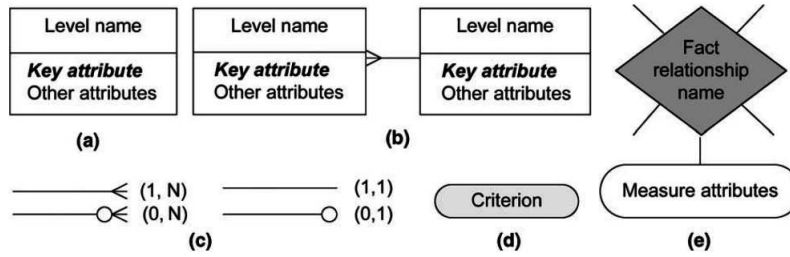 Level name
Key attribute
Other attributes
(a)
Level name
Key attribute
Other attributes
Level name
Key attribute
Other attributes
(b)
(1, N)
(0, N)
(1,1)
(0,1)
(c)
Criterion
(d)
Fact
relationship
name
Measure attributes
(e)